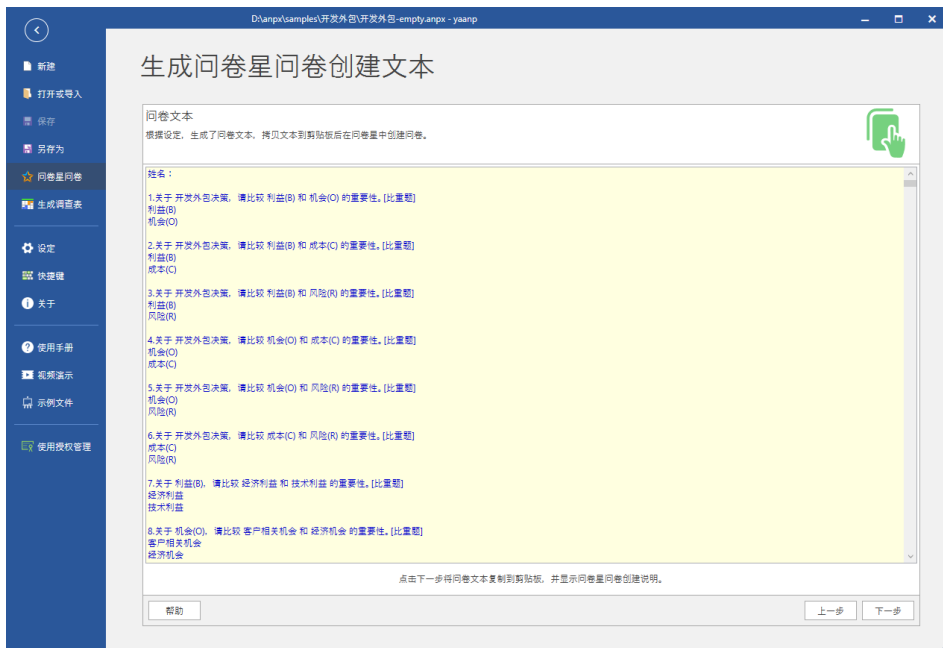 D:\anpx\samples\开发外包\开发外包-empty.anpx - yaanp
新建
打开或导入
保存
另存为
问卷星问卷
生成调查表
设定
快捷键
关于
使用手册
视频演示
示例文件
使用授权管理
生成问卷星问卷创建文本
问卷文本
根据设定，生成了问卷文本，拷贝文本到剪贴板后在问卷星中创建问卷。
姓名：
1.关于 开发外包决策，请比较 利益(B) 和 机会(O) 的重要性。[比重题]
利益(B)
机会(O)
2.关于 开发外包决策，请比较 利益(B) 和 成本(C) 的重要性。[比重题]
利益(B)
成本(C)
3.关于 开发外包决策，请比较 利益(B) 和 风险(R) 的重要性。[比重题]
利益(B)
风险(R)
4.关于 开发外包决策，请比较 机会(O) 和 成本(C) 的重要性。[比重题]
机会(O)
成本(C)
5.关于 开发外包决策，请比较 机会(O) 和 风险(R) 的重要性。[比重题]
机会(O)
风险(R)
6.关于 开发外包决策，请比较 成本(C) 和 风险(R) 的重要性。[比重题]
成本(C)
风险(R)
7.关于 利益(B)，请比较 经济利益 和 技术利益 的重要性。[比重题]
经济利益
技术利益
8.关于 机会(O)，请比较 客户相关机会 和 经济机会 的重要性。[比重题]
客户相关机会
经济机会
点击下一步将问卷文本复制到剪贴板，并显示问卷星问卷创建说明。
帮助
上一步
下一步